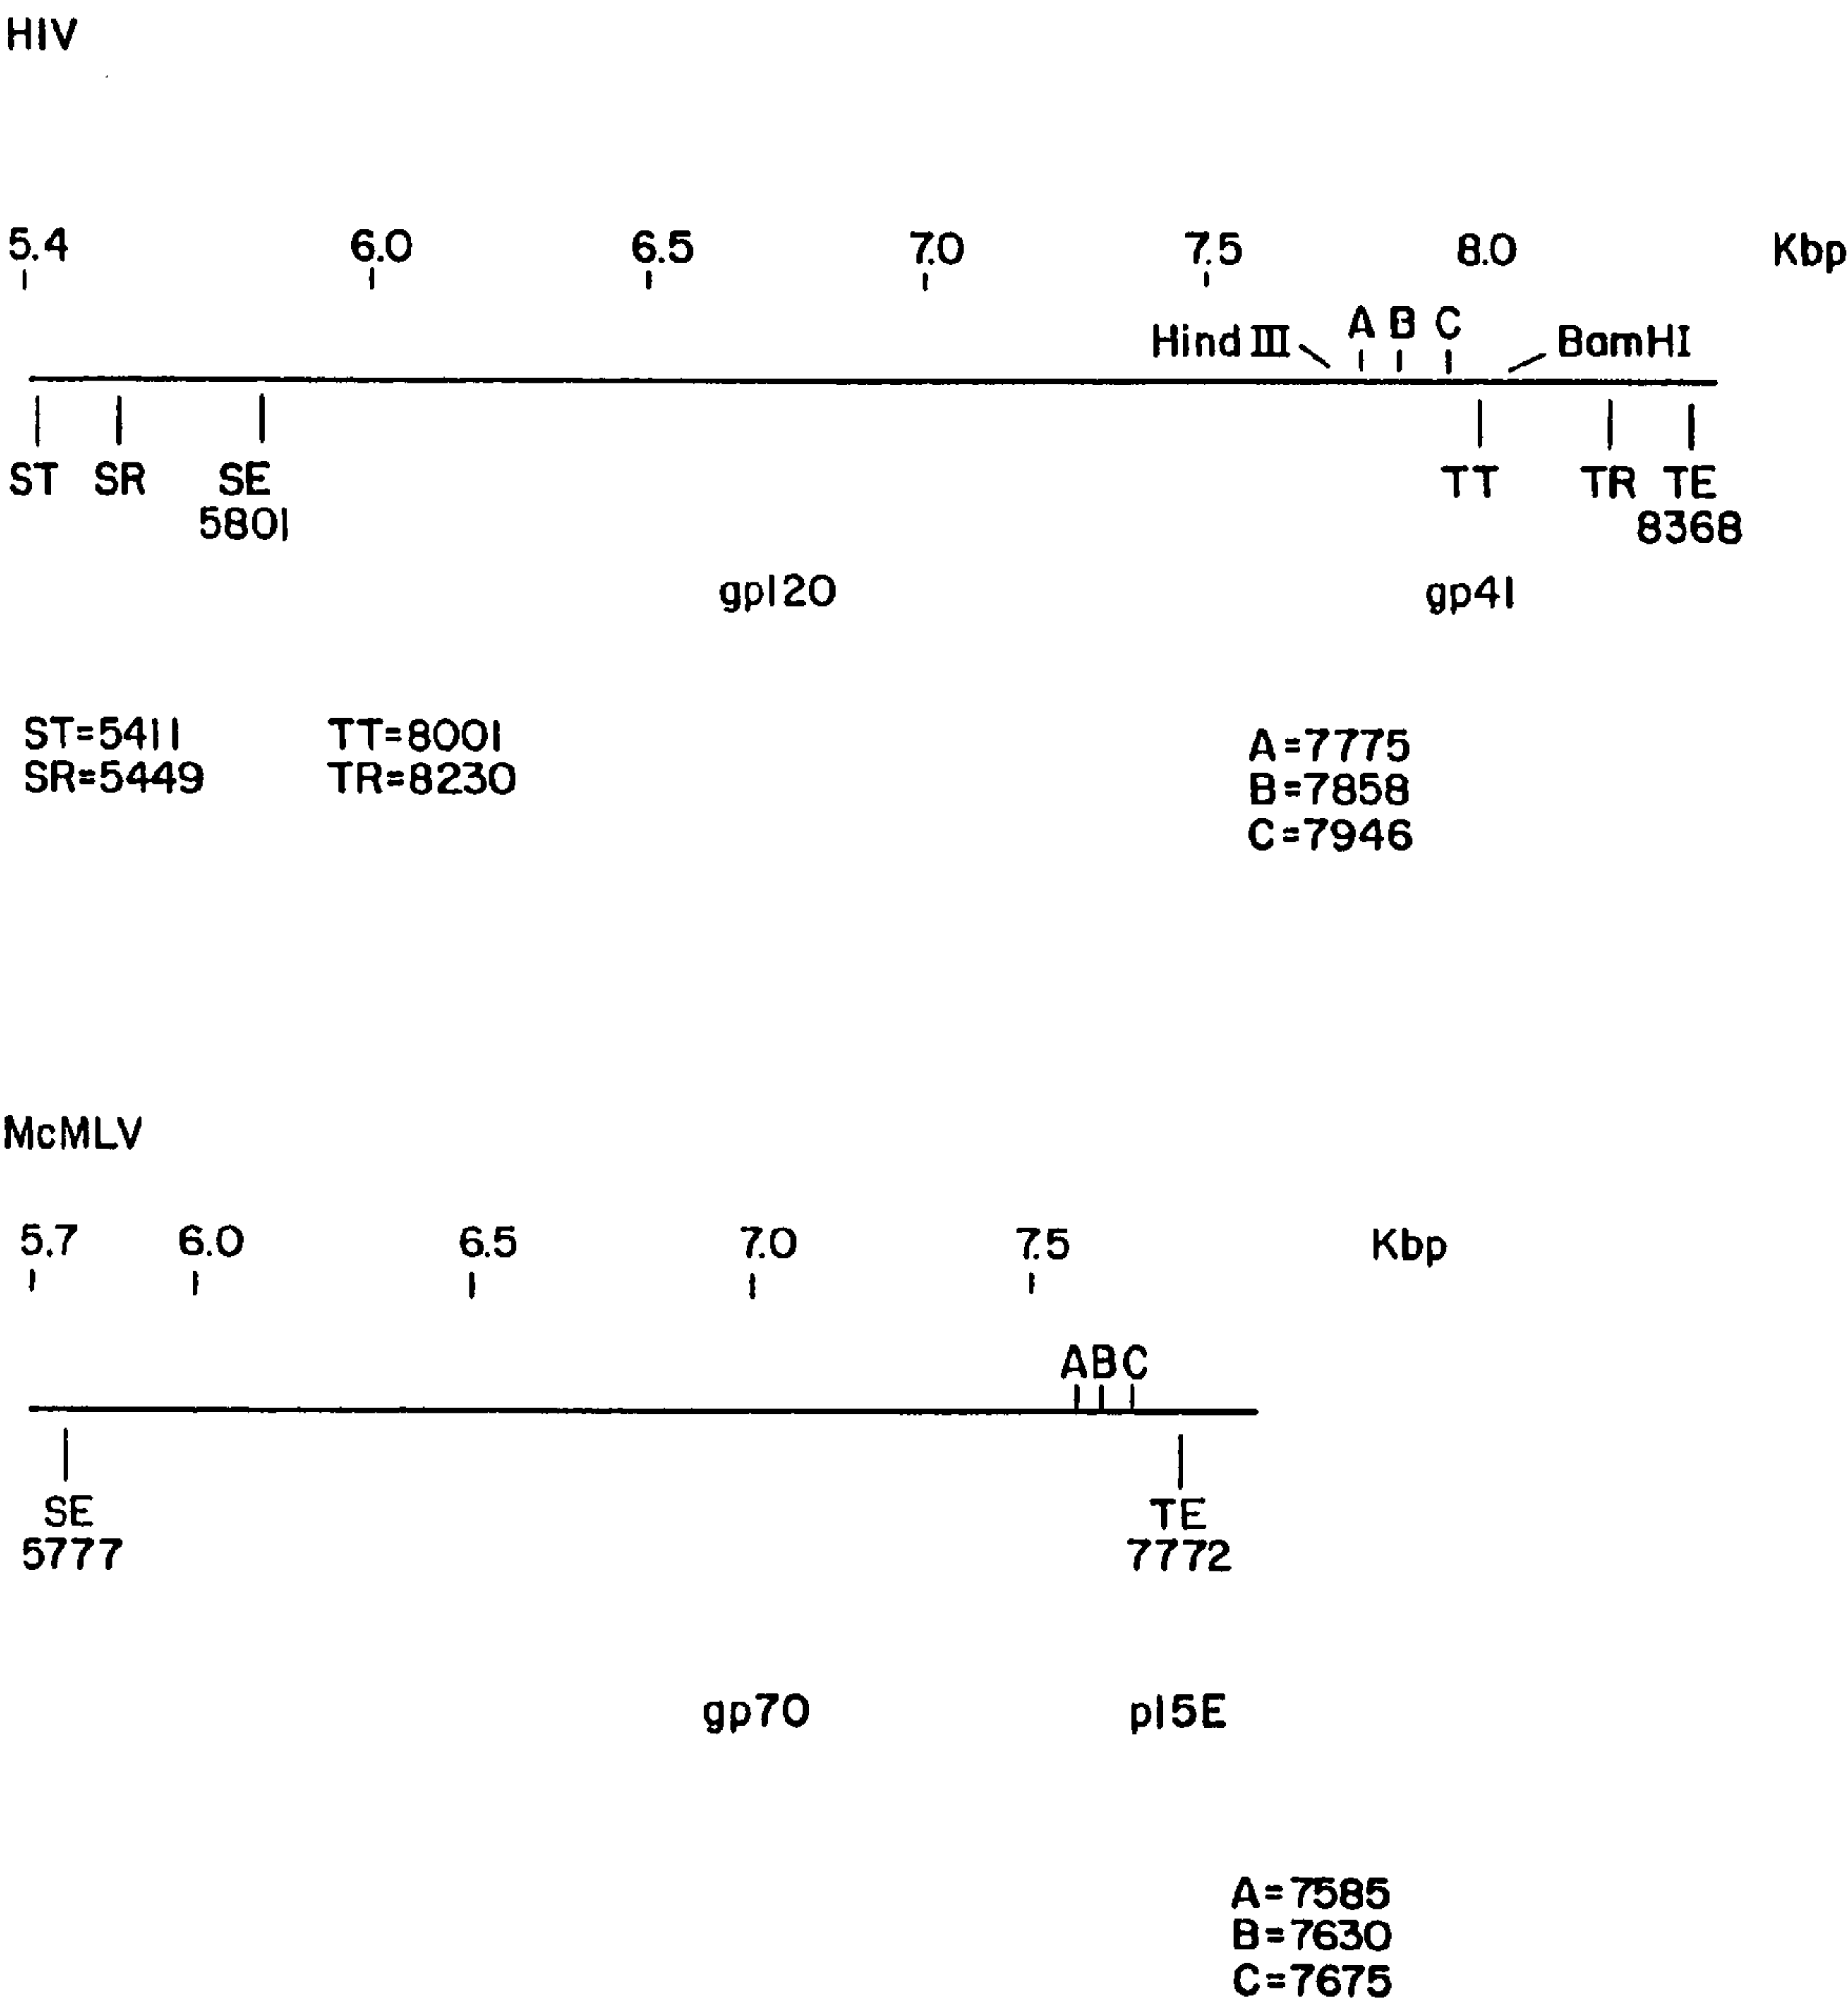 HIV
5.4 6.0 6.5 7.0 7.5 8.0 Kbp
Hind III A B C BamHI
ST SR SE TT TR TE
5801 8368
gp120 gp41
ST=5411 TT=8001 A=7775
SR=5449 TR=8230 B=7858
C=7946
McMLV
5.7 6.0 6.5 7.0 7.5 Kbp
ABC
SE TE
5777 7772
gp70 p15E
A=7585
B=7630
C=7675